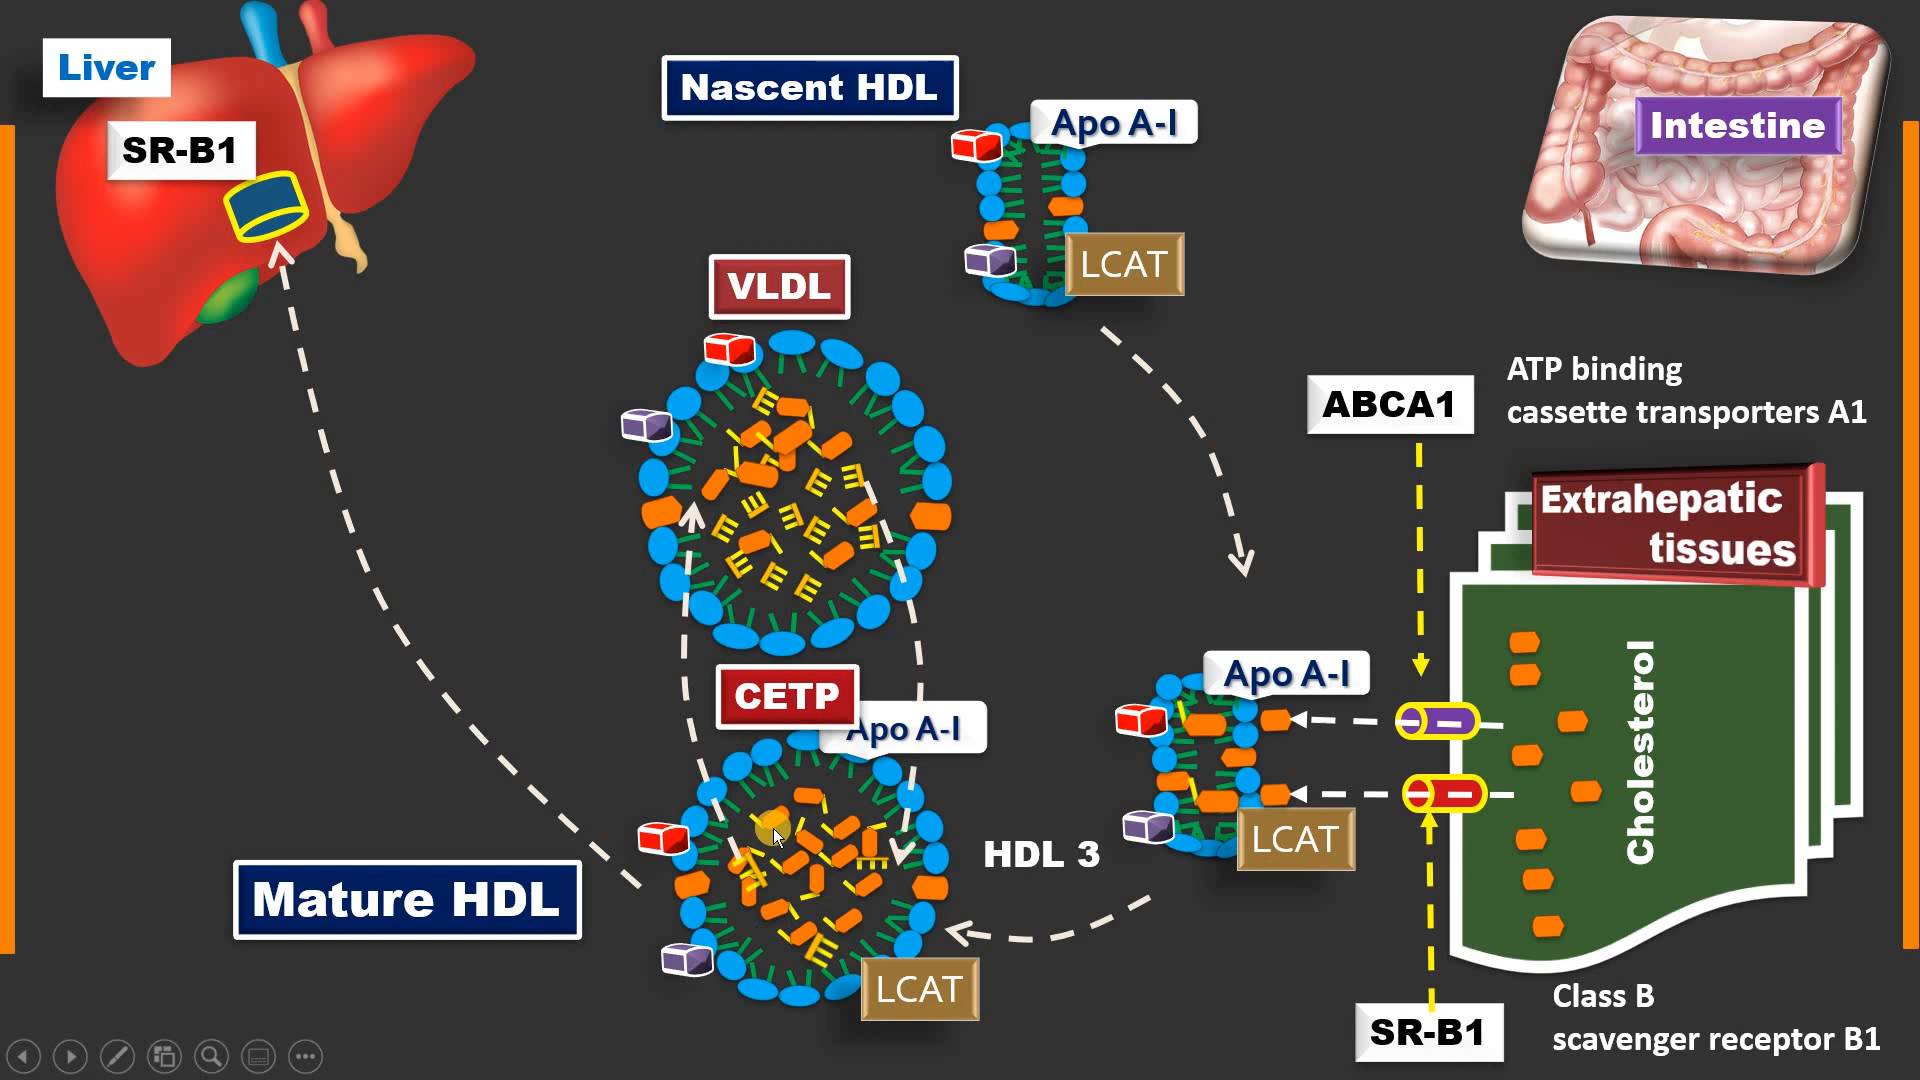 Liver
SR-B1
Nascent HDL
Apo A-I
LCAT
Intestine
VLDL
ABCA1
ATP binding
cassette transporters A1
Extrahepatic
tissues
Cholesterol
Apo A-I
LCAT
CETP
Apo A-I
HDL 3
Mature HDL
LCAT
SR-B1
Class B
scavenger receptor B1